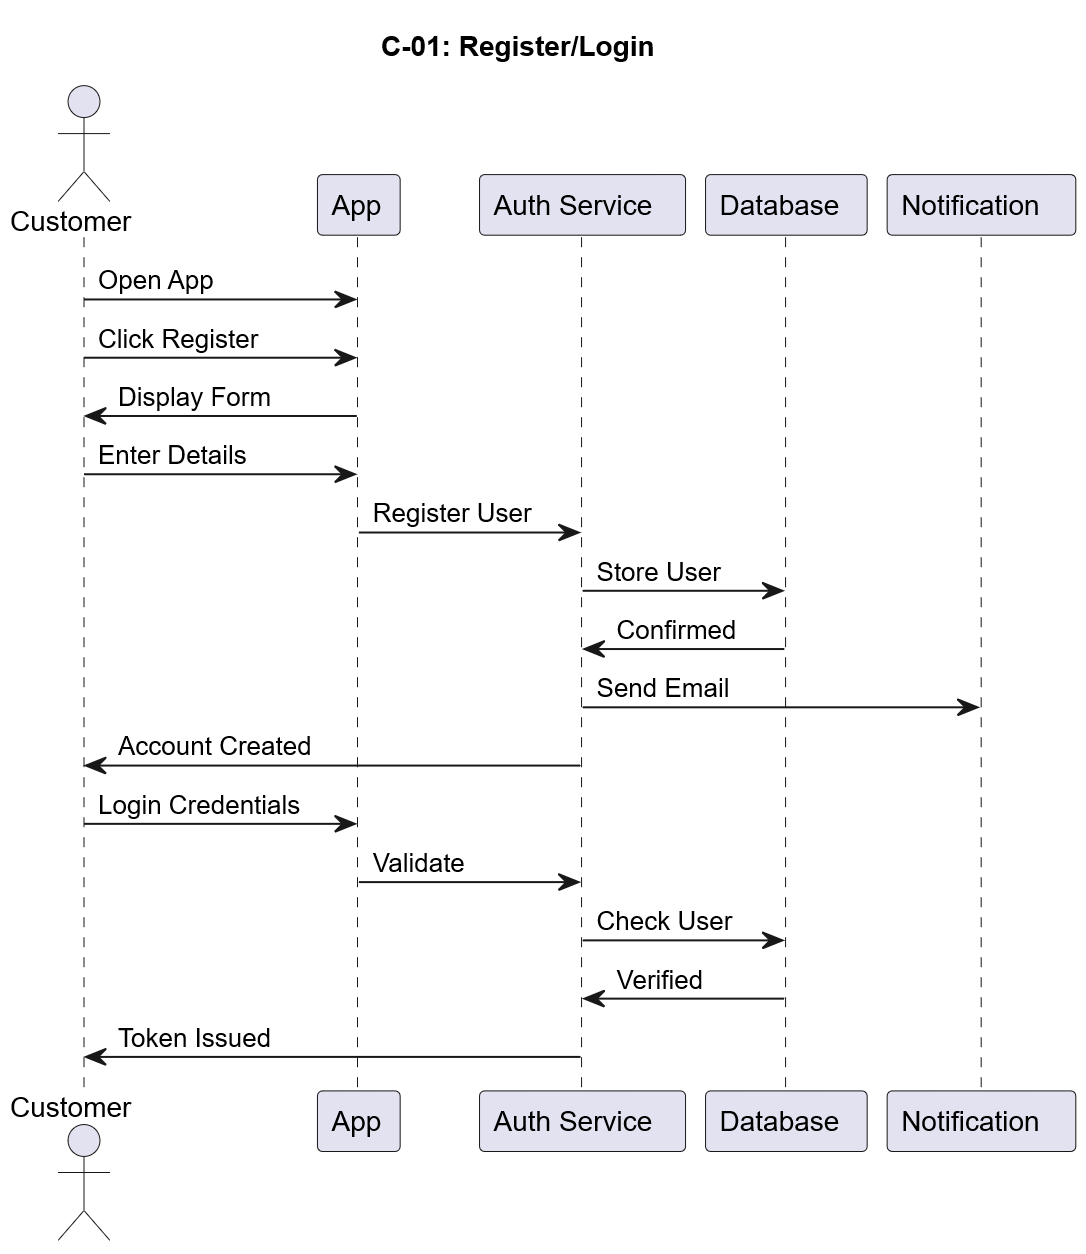 C-01: Register/Login
Customer
App
Auth Service
Database
Notification
Open App
Click Register
Display Form
Enter Details
Register User
Store User
Confirmed
Send Email
Account Created
Login Credentials
Validate
Check User
Verified
Token Issued
Customer
App
Auth Service
Database
Notification